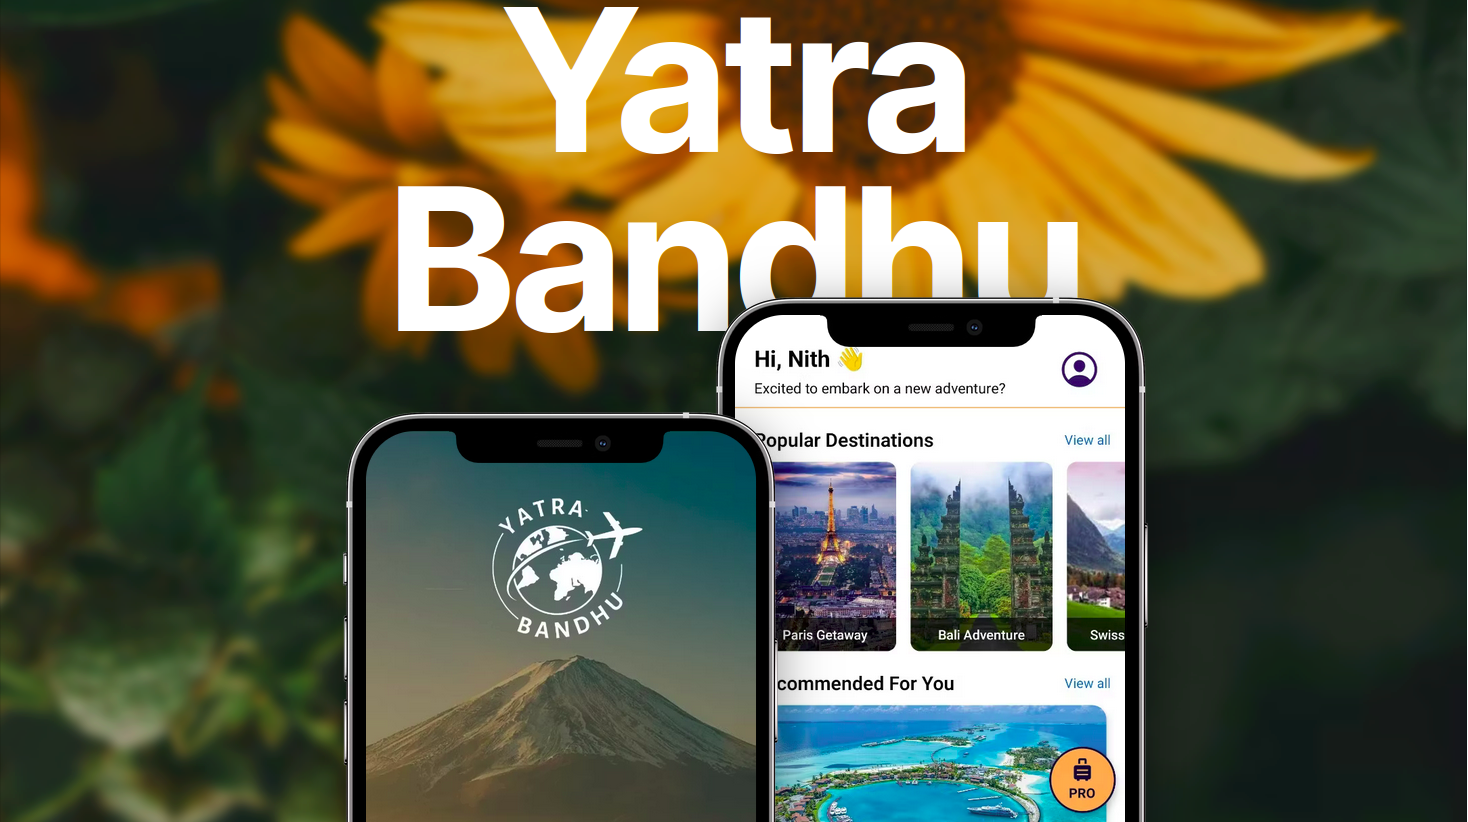 Yatra
Bandhu
Hi, Nith 👋
Excited to embark on a new adventure?
Popular Destinations
View all
Paris Getaway
Bali Adventure
Swiss
commended For You
View all
PRO
YATRA
BANDHU